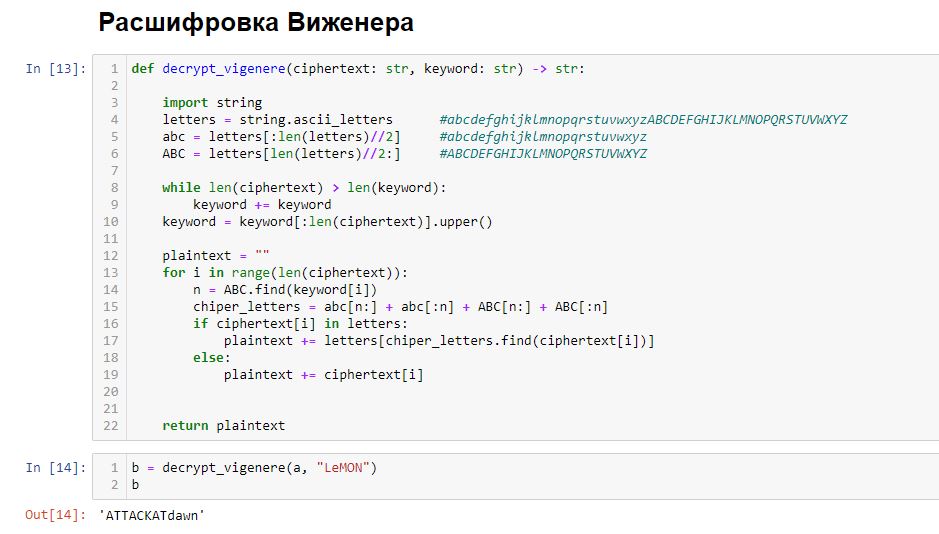 Расшифровка Виженера
In [13]:
1 def decrypt_vigenere(ciphertext: str, keyword: str) -> str:
2
3     import string
4     letters = string.ascii_letters      #abcdefghijklmnopqrstuvwxyzABCDEFGHIJKLMNOPQRSTUVWXYZ
5     abc = letters[:len(letters)//2]     #abcdefghijklmnopqrstuvwxyz
6     ABC = letters[len(letters)//2:]     #ABCDEFGHIJKLMNOPQRSTUVWXYZ
7
8     while len(ciphertext) > len(keyword):
9         keyword += keyword
10     keyword = keyword[:len(ciphertext)].upper()
11
12     plaintext = ""
13     for i in range(len(ciphertext)):
14         n = ABC.find(keyword[i])
15         chiper_letters = abc[n:] + abc[:n] + ABC[n:] + ABC[:n]
16         if ciphertext[i] in letters:
17             plaintext += letters[chiper_letters.find(ciphertext[i])]
18         else:
19             plaintext += ciphertext[i]
20
21
22     return plaintext
In [14]:
1 b = decrypt_vigenere(a, "LeMON")
2 b
Out[14]: 'ATTACKATdawn'